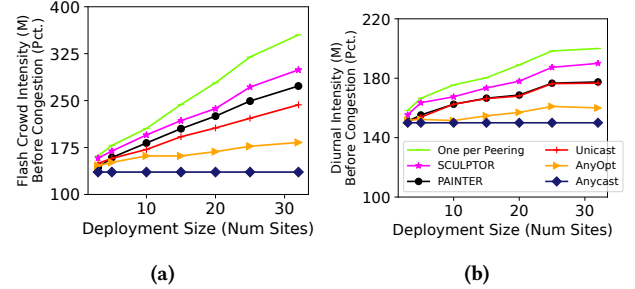 Flash Crowd Intensity (M)
Before Congestion (Pct.)
400
325
250
175
100
10
20
30
Deployment Size (Num Sites)
(a)
Diurnal Intensity (M)
Before Congestion (Pct.)
220
180
140
100
One per Peering
SCULPTOR
PAINTER
Unicast
AnyOpt
Anycast
10
20
30
Deployment Size (Num Sites)
(b)